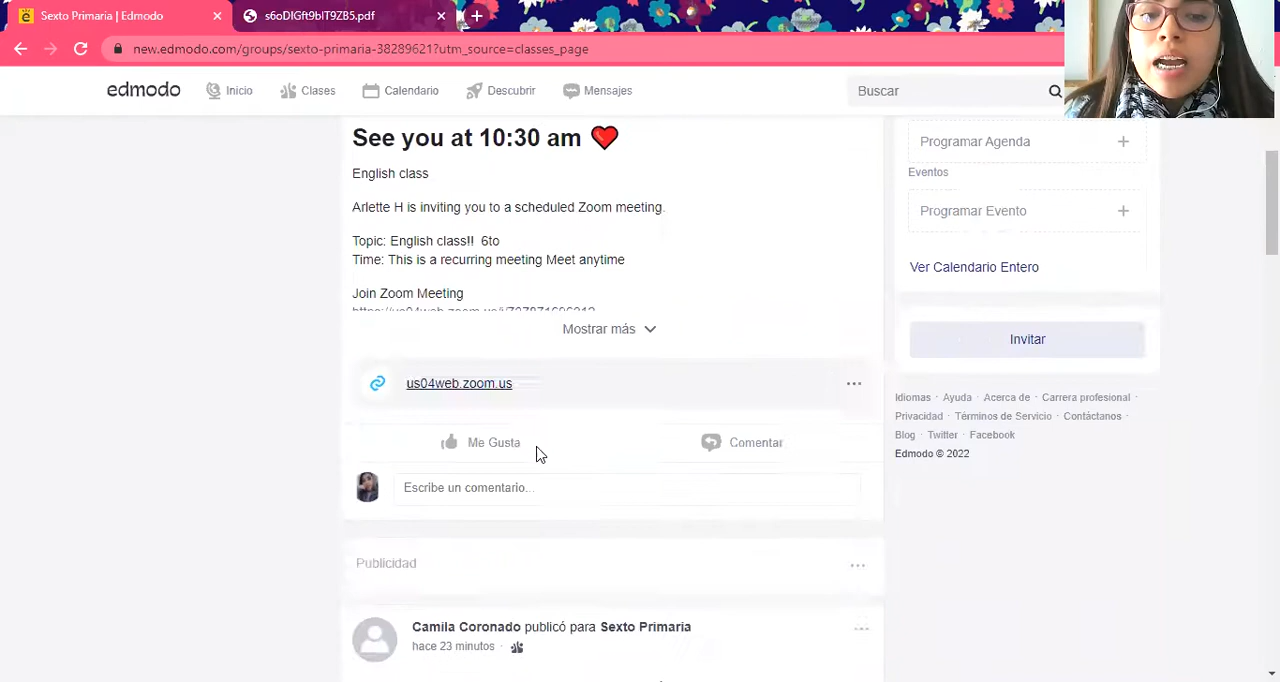 Sexto Primaria | Edmodo
s6oDlGft9blT9ZB5.pdf
new.edmodo.com/groups/sexto-primaria-38289621?utm_source=classes_page
edmodo
Inicio
Clases
Calendario
Descubrir
Mensajes
Buscar
See you at 10:30 am
English class
Arlette H is inviting you to a scheduled Zoom meeting.
Topic: English class!! 6to
Time: This is a recurring meeting Meet anytime
Join Zoom Meeting
Mostrar más
us04web.zoom.us
Me Gusta
Comentar
Escribe un comentario...
Publicidad
Camila Coronado publicó para Sexto Primaria
hace 23 minutos ·
Programar Agenda
Eventos
Programar Evento
Ver Calendario Entero
Invitar
Idiomas · Ayuda · Acerca de · Carrera profesional ·
Privacidad · Términos de Servicio · Contáctanos ·
Blog · Twitter · Facebook
Edmodo © 2022